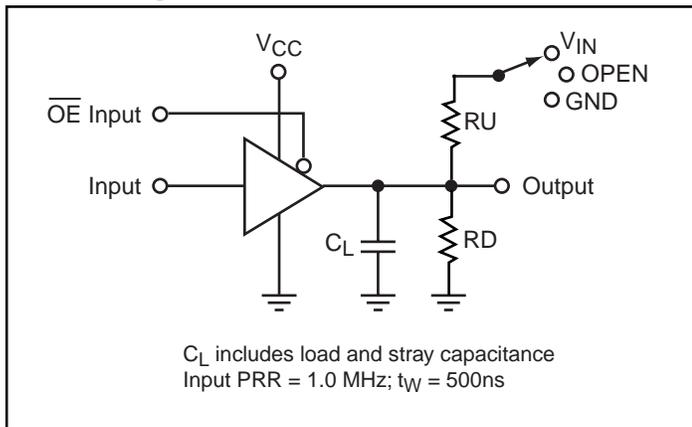 VCC
VIN
OPEN
GND
OE Input
RU
Input
Output
CL
RD
CL includes load and stray capacitance
Input PRR = 1.0 MHz; tW = 500ns